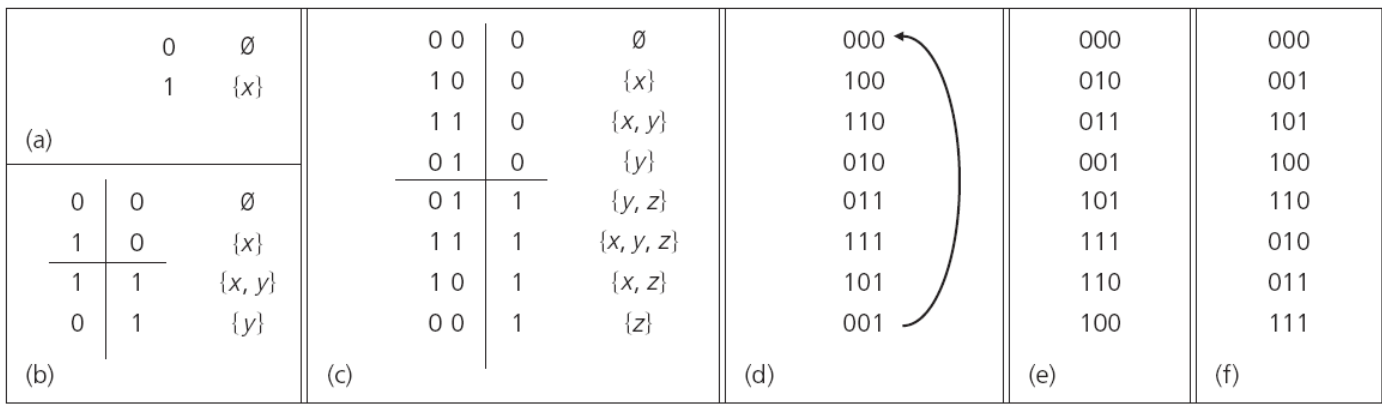 0 ∅
1 {x}
(a)
0 0 ∅
1 0 {x}
1 1 {x, y}
0 1 {y}
(b)
0 0 0 ∅
1 0 0 {x}
1 1 0 {x, y}
0 1 0 {y}
0 1 1 {y, z}
1 1 1 {x, y, z}
1 0 1 {x, z}
0 0 1 {z}
(c)
000
100
110
010
011
111
101
001
(d)
000
010
011
001
101
111
110
100
(e)
000
001
101
100
110
010
011
111
(f)